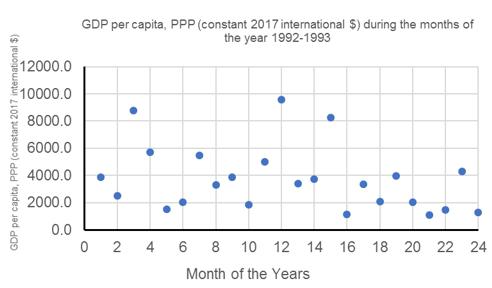 GDP per capita, PPP (constant 2017 international $) during the months of
the year 1992-1993
GDP per capita, PPP (constant 2017 international $)
12000.0
10000.0
8000.0
6000.0
4000.0
2000.0
0.0
0 2 4 6 8 10 12 14 16 18 20 22 24
Month of the Years